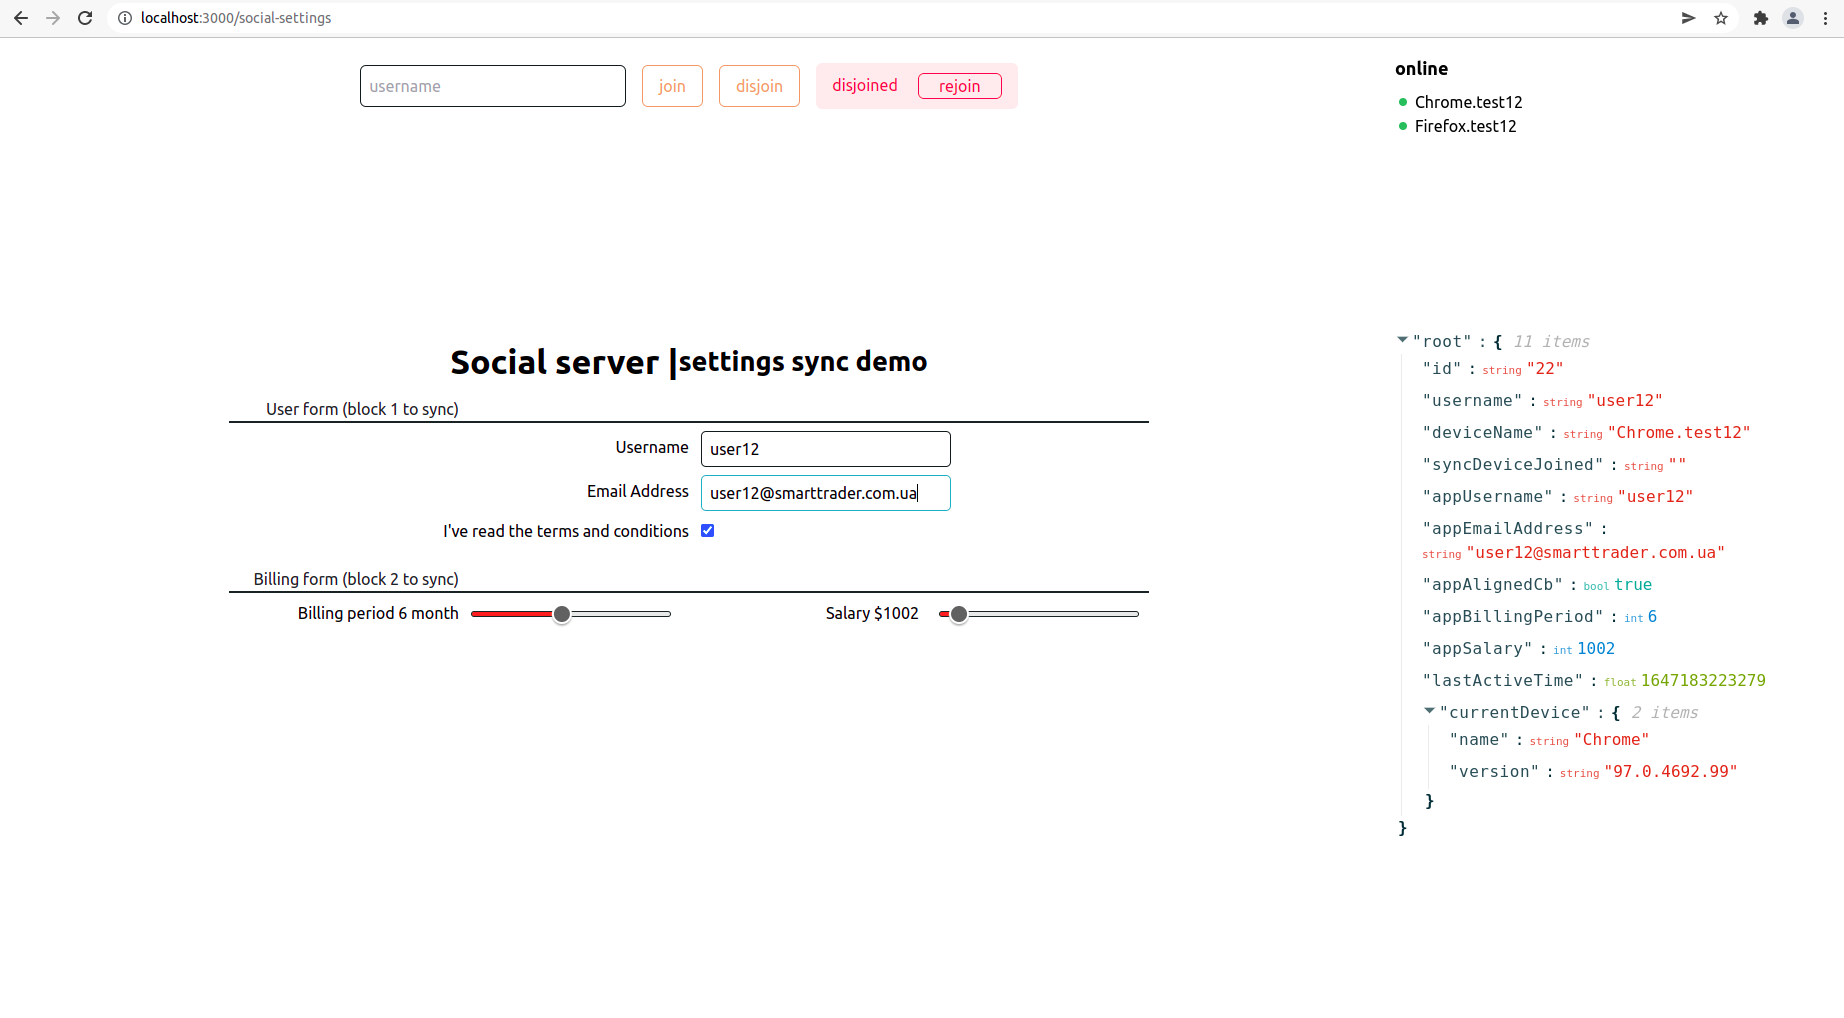 localhost:3000/social-settings
username
join
disjoin
disjoined
rejoin
online
Chrome.test12
Firefox.test12
Social server |settings sync demo
User form (block 1 to sync)
Username
user12
Email Address
user12@smarttrader.com.ua
I've read the terms and conditions
Billing form (block 2 to sync)
Billing period 6 month
Salary $1002
"root" : { 11 items
"id" : string "22"
"username" : string "user12"
"deviceName" : string "Chrome.test12"
"syncDeviceJoined" : string ""
"appUsername" : string "user12"
"appEmailAddress" :
string "user12@smarttrader.com.ua"
"appAlignedCb" : bool true
"appBillingPeriod" : int 6
"appSalary" : int 1002
"lastActiveTime" : float 1647183223279
"currentDevice" : { 2 items
"name" : string "Chrome"
"version" : string "97.0.4692.99"
}
}